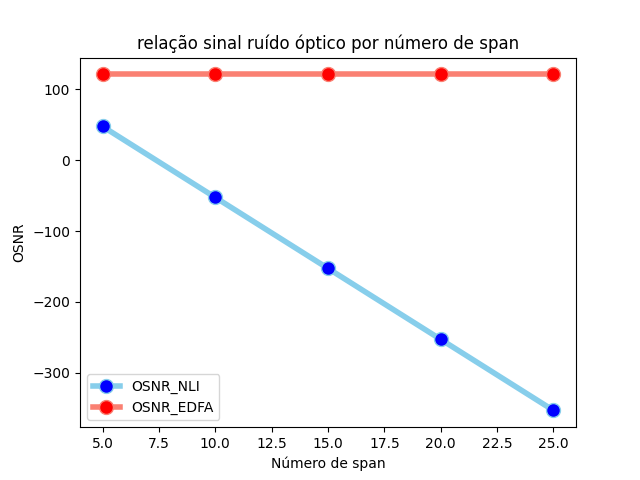 relação sinal ruído óptico por número de span
OSNR
100
0
−100
−200
−300
OSNR_NLI
OSNR_EDFA
5.0 7.5 10.0 12.5 15.0 17.5 20.0 22.5 25.0
Número de span